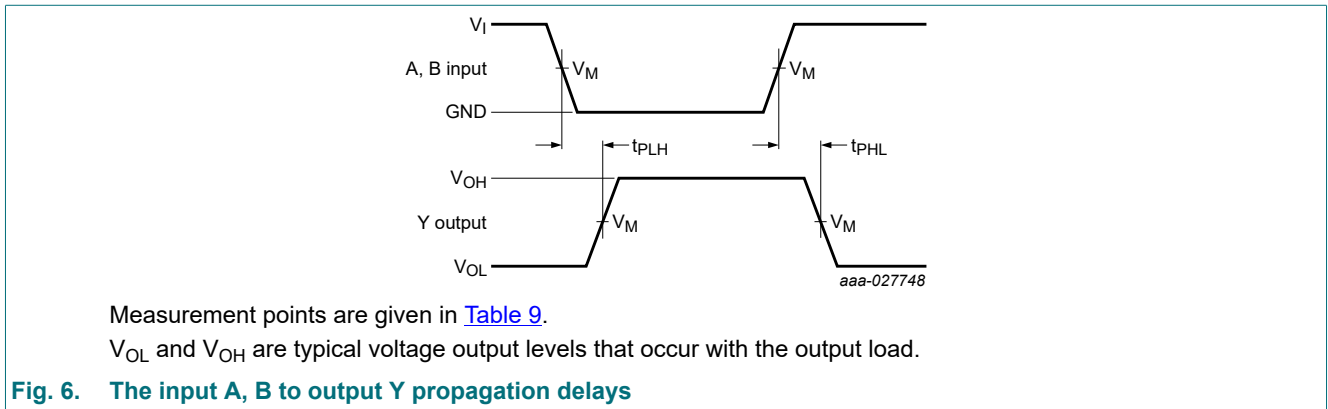 VI
A, B input
VM
VM
GND
tPLH
tPHL
VOH
Y output
VM
VM
VOL
aaa-027748
Measurement points are given in Table 9.
VOL and VOH are typical voltage output levels that occur with the output load.
Fig. 6. The input A, B to output Y propagation delays